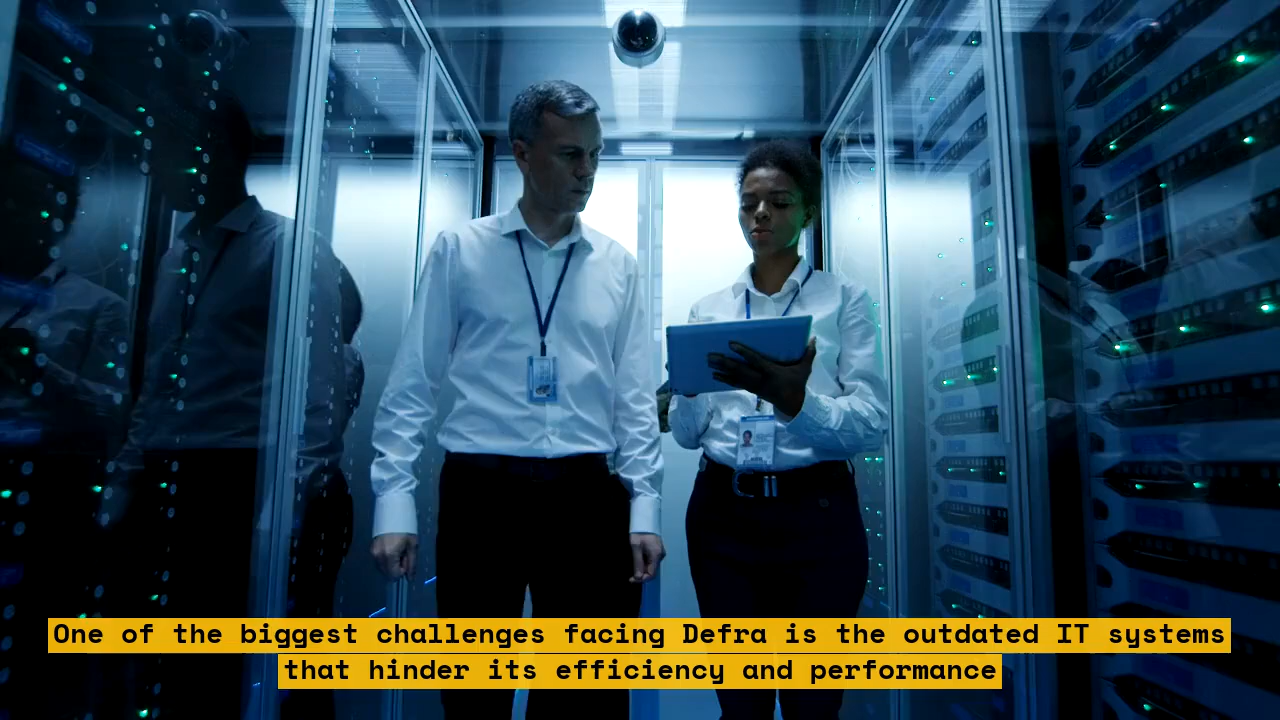 One of the biggest challenges facing Defra is the outdated IT systems
that hinder its efficiency and performance